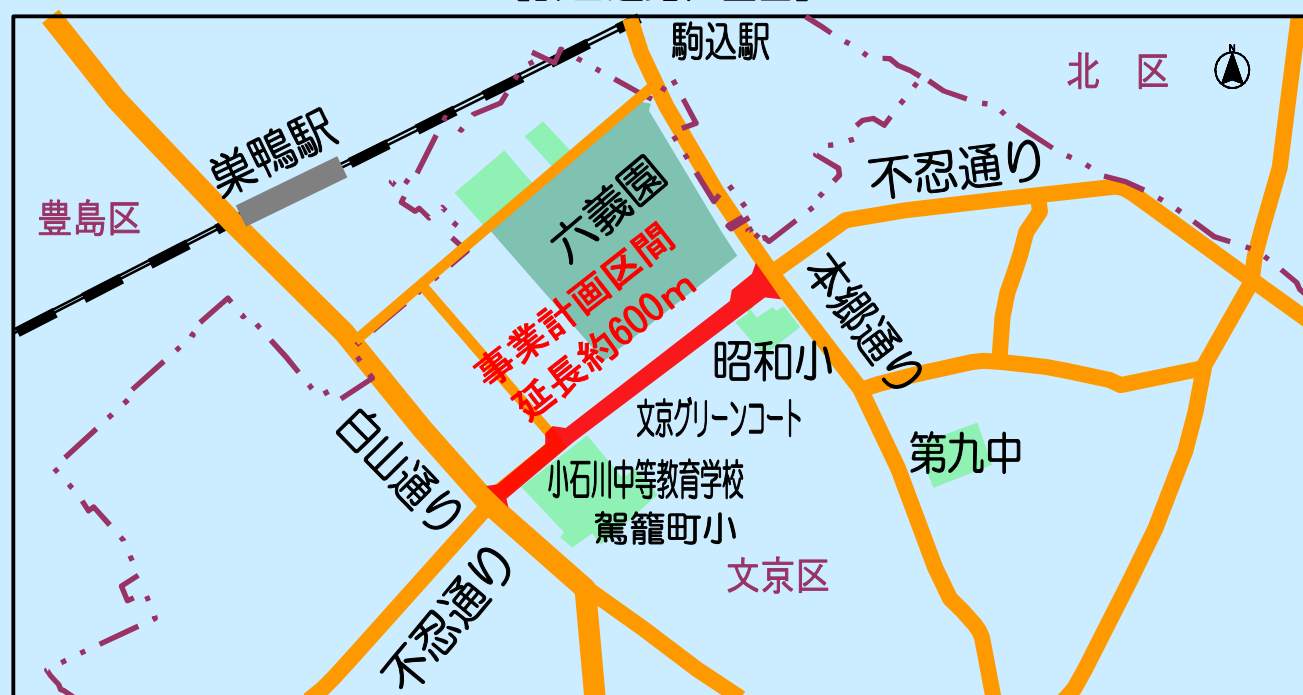 駒込駅
北 区
N
巣鴨駅
不忍通り
豊島区
六義園
事業計画区間
延長約600m
本郷通り
昭和小
文京グリーンコート
白山通り
第九中
小石川中等教育学校
駕籠町小
文京区
不忍通り